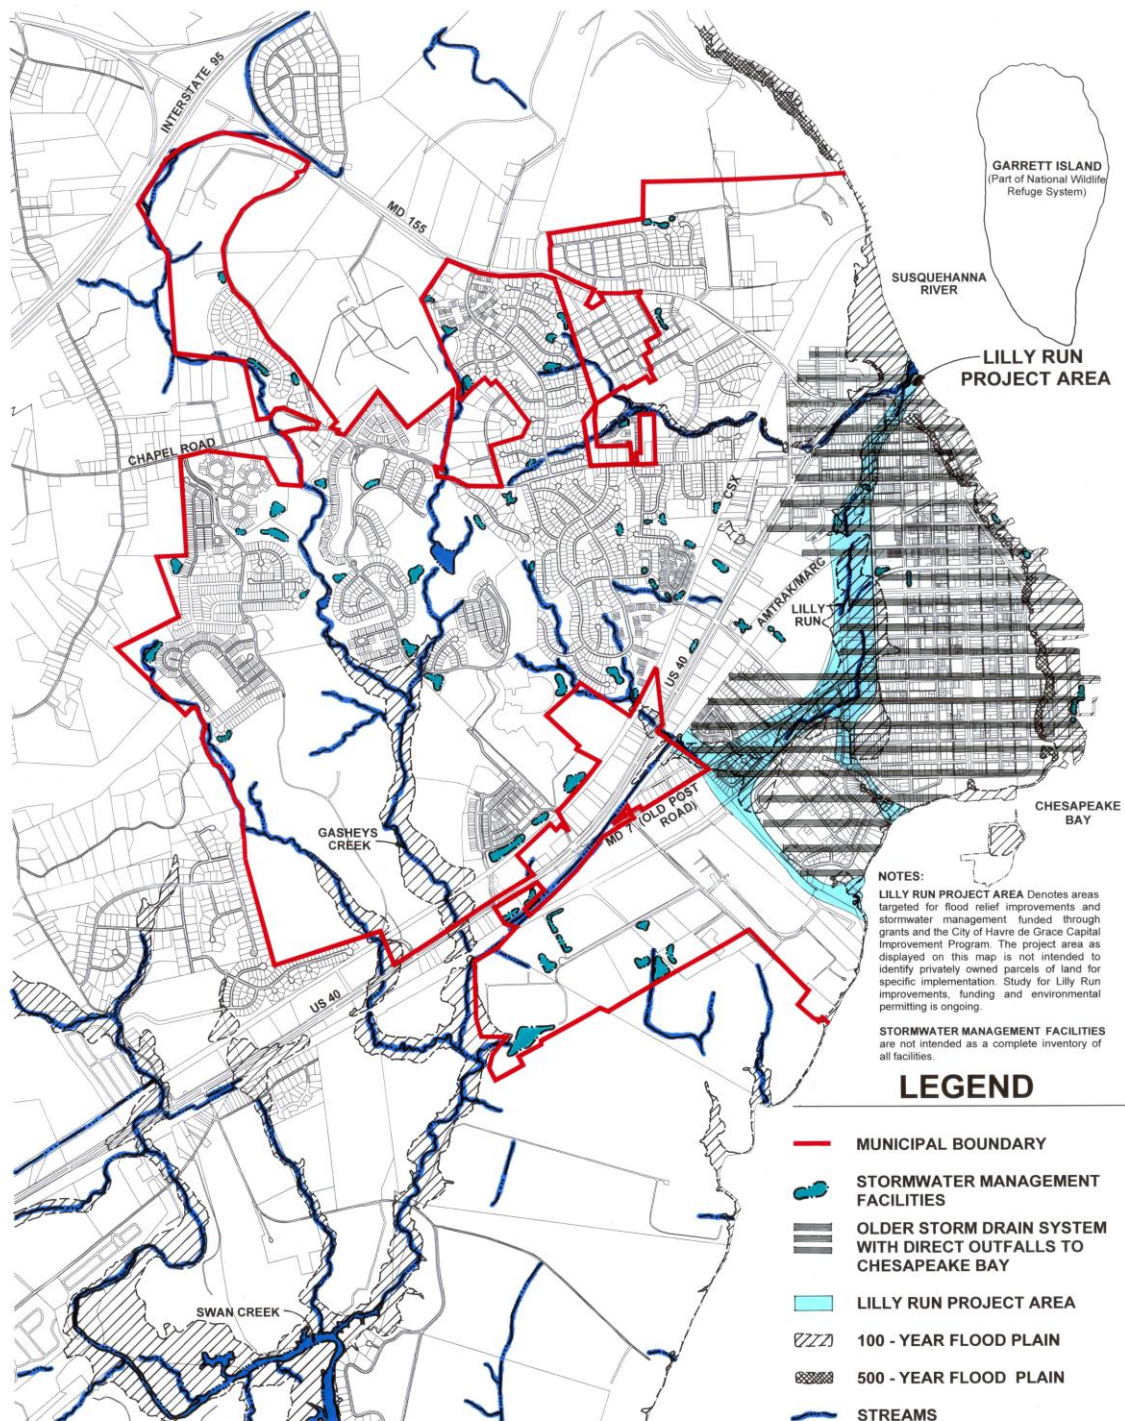 INTERSTATE 95
GARRETT ISLAND
(Part of National Wildlife
Refuge System)
MD 155
SUSQUEHANNA
RIVER
LILLY RUN
PROJECT AREA
CHAPEL ROAD
CSX
AMTRAK/MARC
LILLY
RUN
US 40
MD 7 (OLD POST
ROAD)
CHESAPEAKE
BAY
GASHEYS
CREEK
US 40
SWAN CREEK
NOTES:
LILLY RUN PROJECT AREA Denotes areas
targeted for flood relief improvements and
stormwater management funded through
grants and the City of Havre de Grace Capital
Improvement Program. The project area as
displayed on this map is not intended to
identify privately owned parcels of land for
specific implementation. Study for Lilly Run
improvements, funding and environmental
permitting is ongoing.
STORMWATER MANAGEMENT FACILITIES
are not intended as a complete inventory of
all facilities.
LEGEND
MUNICIPAL BOUNDARY
STORMWATER MANAGEMENT
FACILITIES
OLDER STORM DRAIN SYSTEM
WITH DIRECT OUTFALLS TO
CHESAPEAKE BAY
LILLY RUN PROJECT AREA
100 - YEAR FLOOD PLAIN
500 - YEAR FLOOD PLAIN
STREAMS